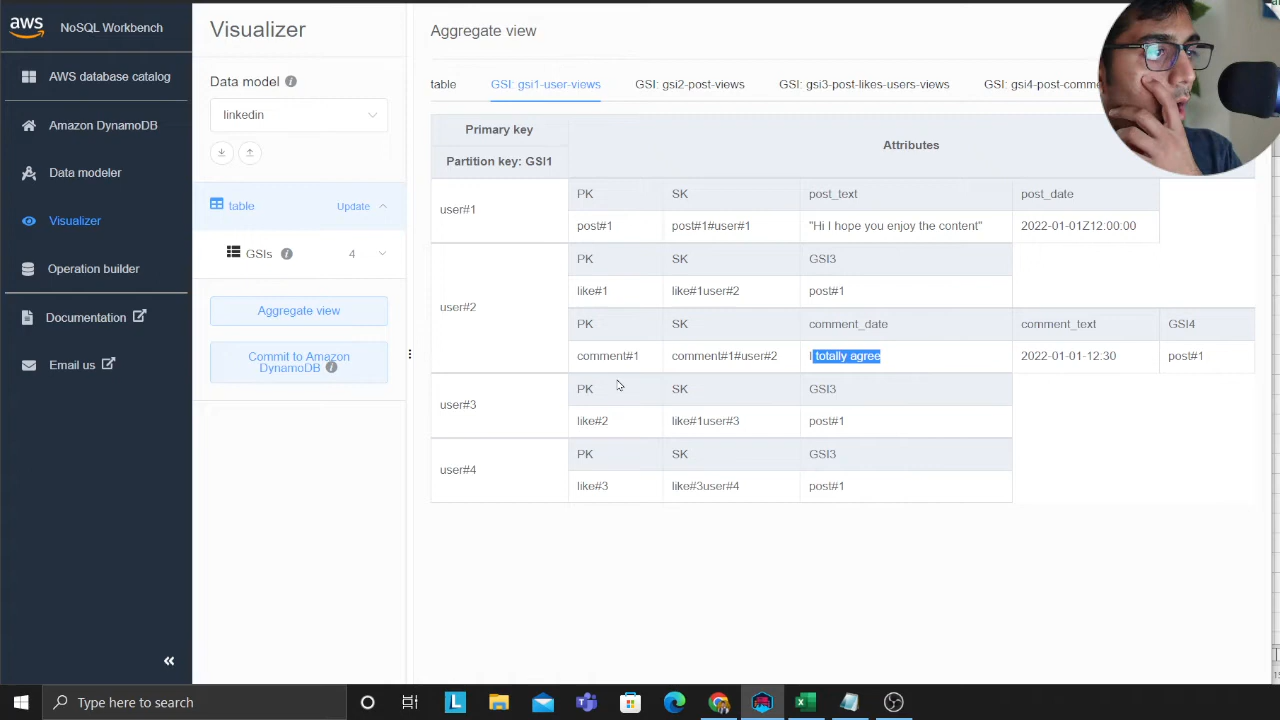 aws
NoSQL Workbench
AWS database catalog
Amazon DynamoDB
Data modeler
Visualizer
Operation builder
Documentation
Email us
«
Visualizer
Data model
linkedin
table
Update
GSIs
4
Aggregate view
Commit to Amazon
DynamoDB
Aggregate view
table GSI: gsi1-user-views GSI: gsi2-post-views GSI: gsi3-post-likes-users-views GSI: gsi4-post-comme
Primary key
Partition key: GSI1
Attributes
user#1
PK SK post_text post_date
post#1 post#1#user#1 "Hi I hope you enjoy the content" 2022-01-01Z12:00:00
user#2
PK SK GSI3
like#1 like#1user#2 post#1
PK SK comment_date comment_text GSI4
comment#1 comment#1#user#2 I totally agree 2022-01-01-12:30 post#1
user#3
PK SK GSI3
like#2 like#1user#3 post#1
user#4
PK SK GSI3
like#3 like#3user#4 post#1
Type here to search